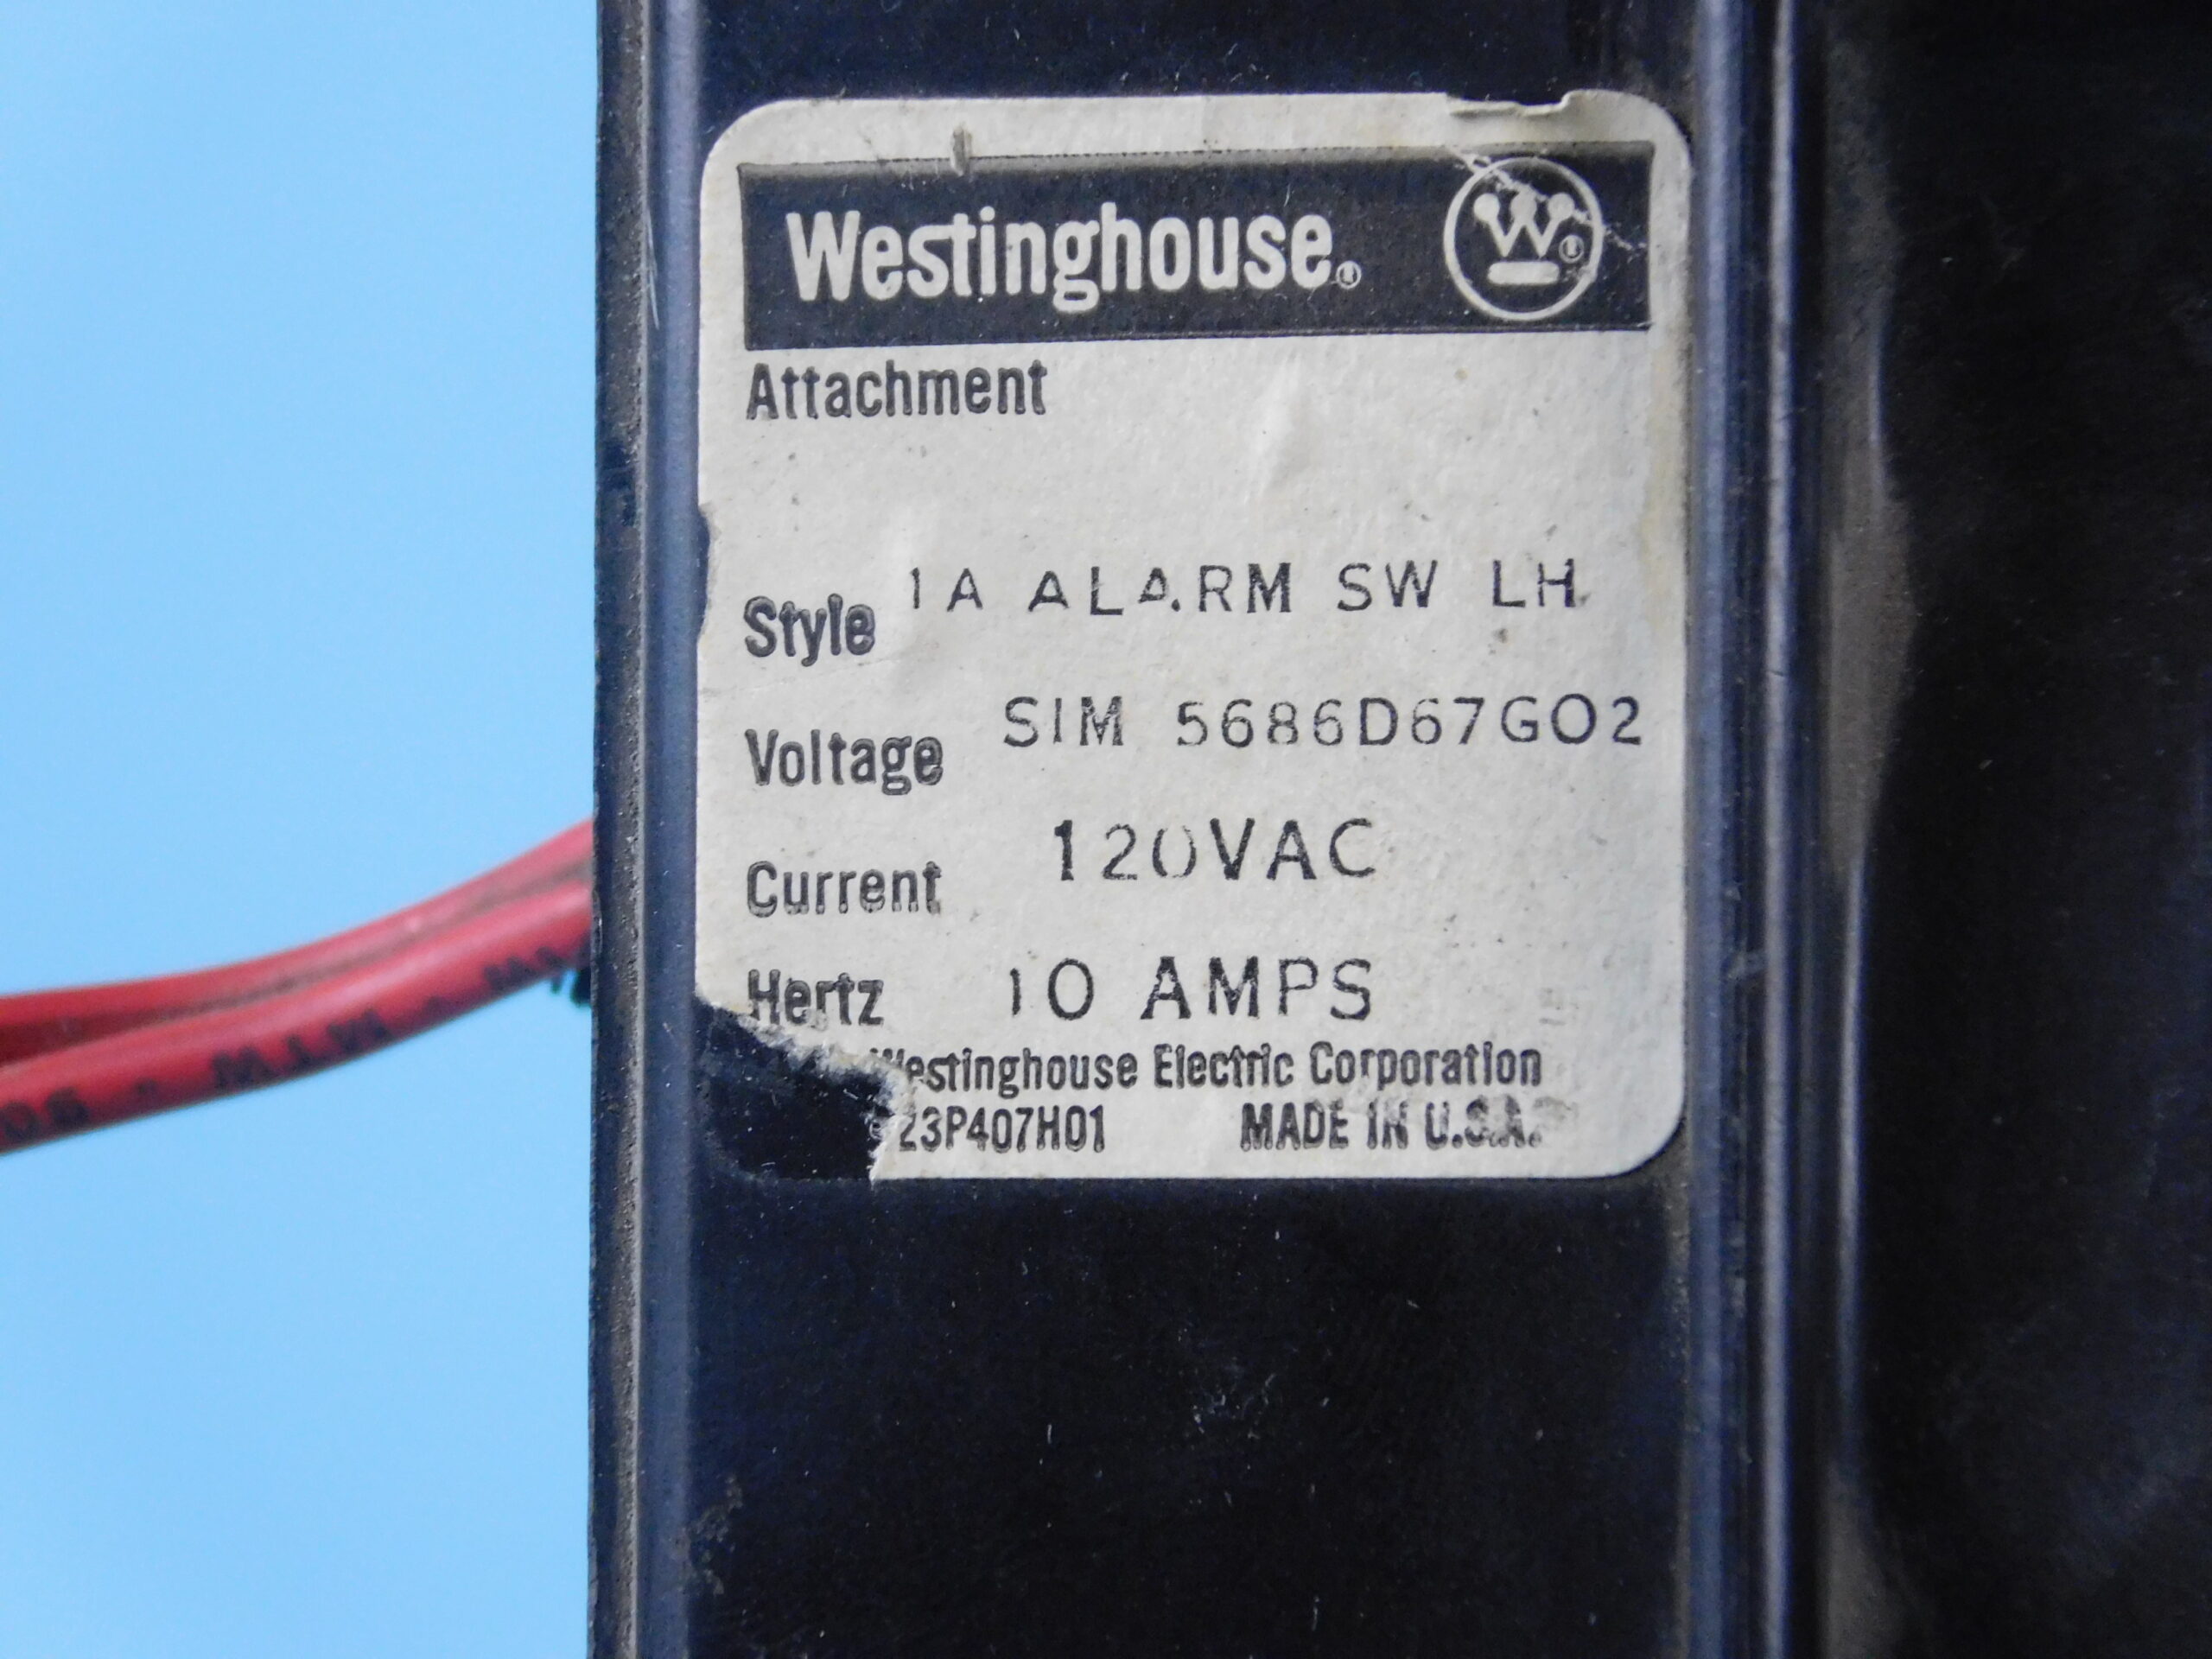 Westinghouse
W
Attachment
Style 1A ALARM SW LH
Voltage SIM 5686D67G02
Current 120VAC
Hertz 10 AMPS
Westinghouse Electric Corporation
23P407H01 MADE IN U.S.A.
MTW